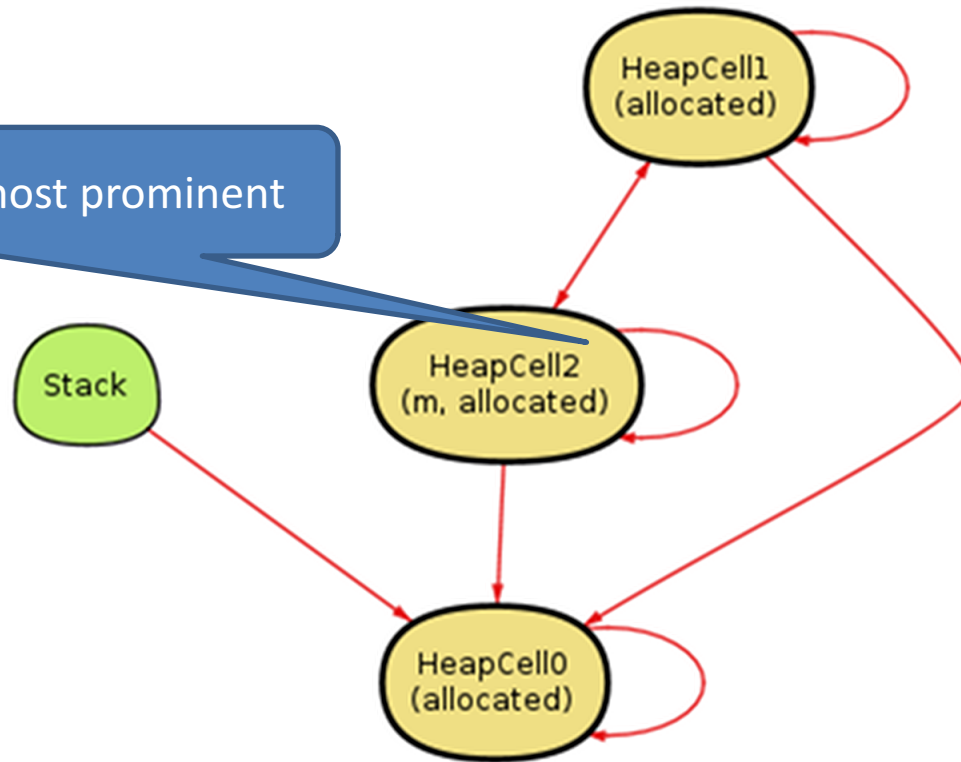 HeapCell1
(allocated)
most prominent
HeapCell2
(m, allocated)
Stack
HeapCell0
(allocated)